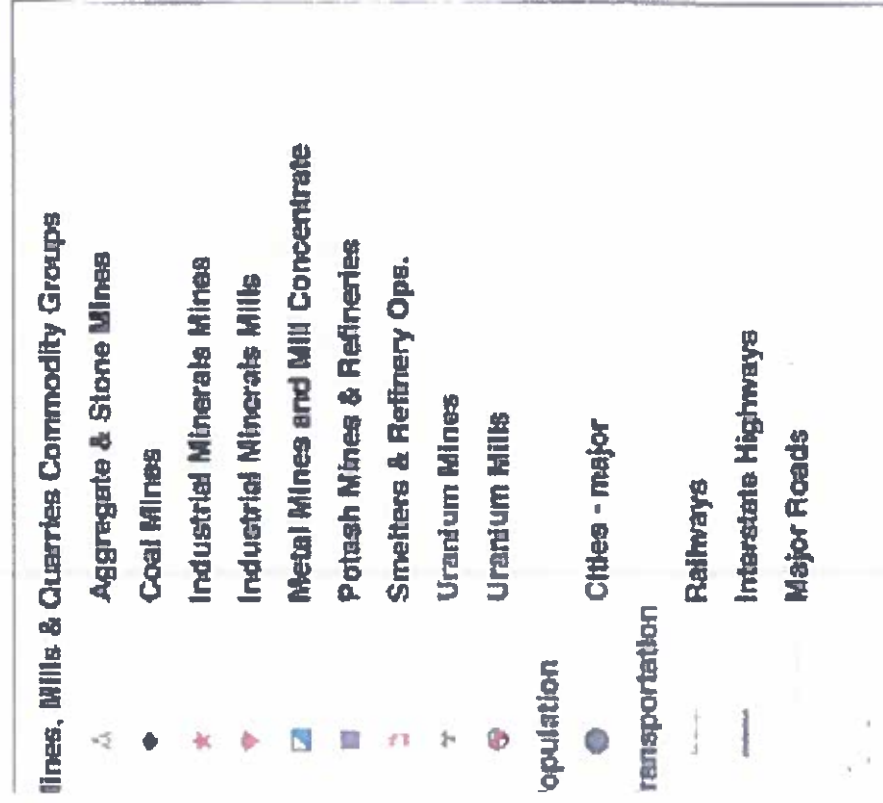 lines, Mills & Quarries Commodity Groups
Aggregate & Stone Mines
Coal Mines
Industrial Minerals Mines
Industrial Minerals Mills
Metal Mines and Mill Concentrate
Potash Mines & Refineries
Smelters & Refinery Ops.
Uranium Mines
Uranium Mills
opulation
Cities - major
ransportation
Railways
Interstate Highways
Major Roads